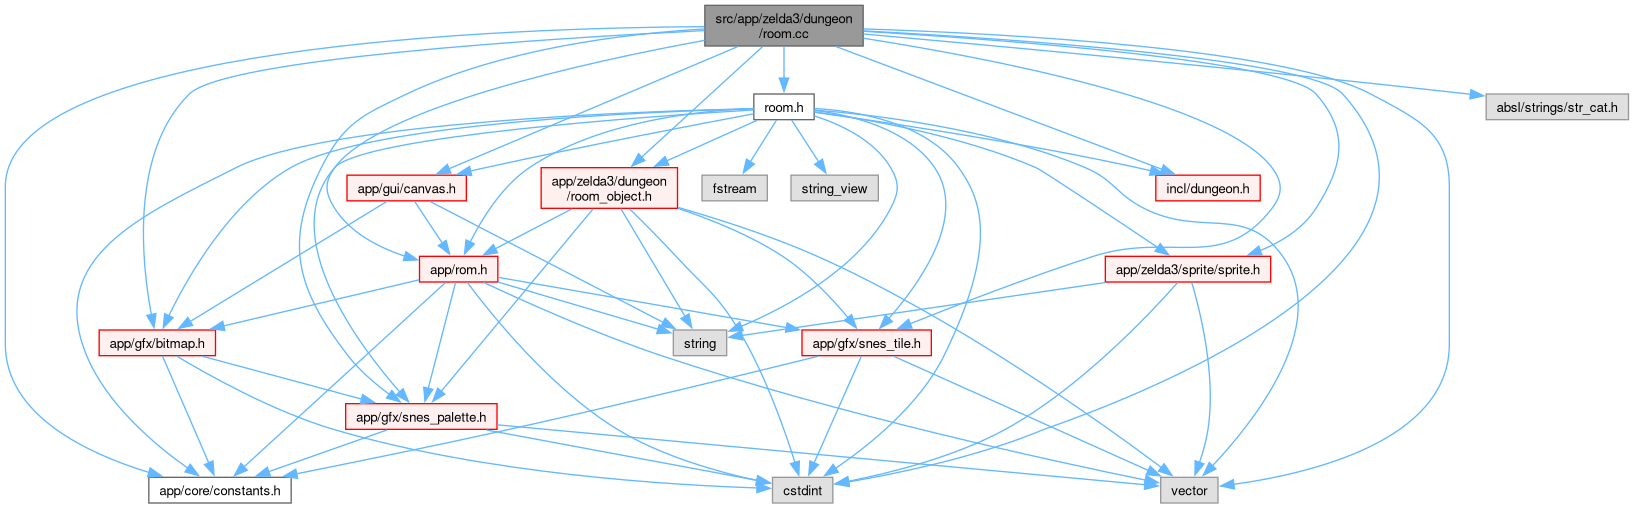 src/app/zelda3/dungeon
/room.cc
room.h
absl/strings/str_cat.h
app/gui/canvas.h
app/zelda3/dungeon
/room_object.h
fstream
string_view
incl/dungeon.h
app/rom.h
app/zelda3/sprite/sprite.h
app/gfx/bitmap.h
string
app/gfx/snes_tile.h
app/gfx/snes_palette.h
app/core/constants.h
cstdint
vector